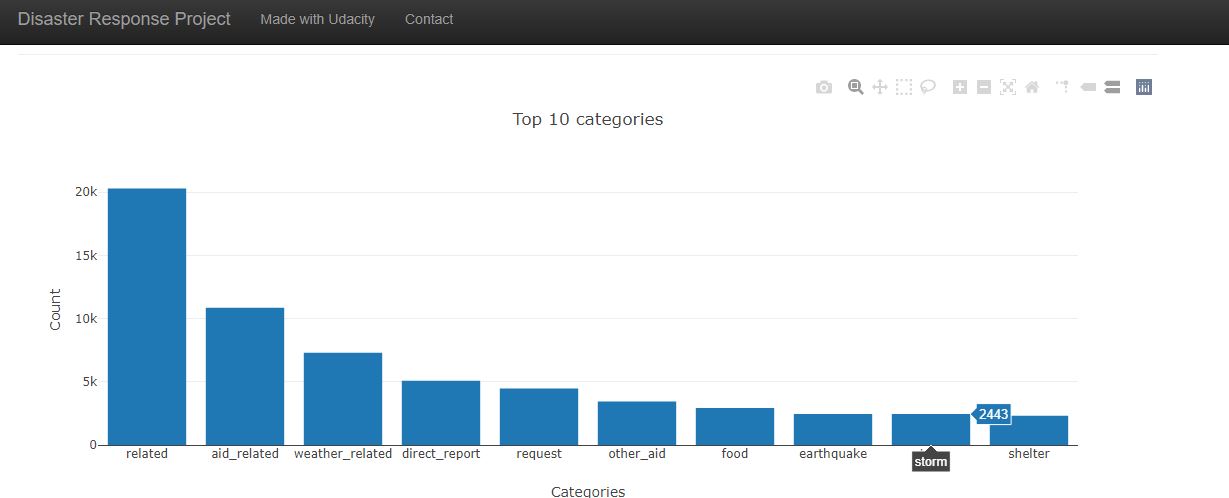 Disaster Response Project Made with Udacity Contact
Top 10 categories
20k
15k
10k
5k
0
Count
2443
related aid_related weather_related direct_report request other_aid food earthquake storm shelter
Categories